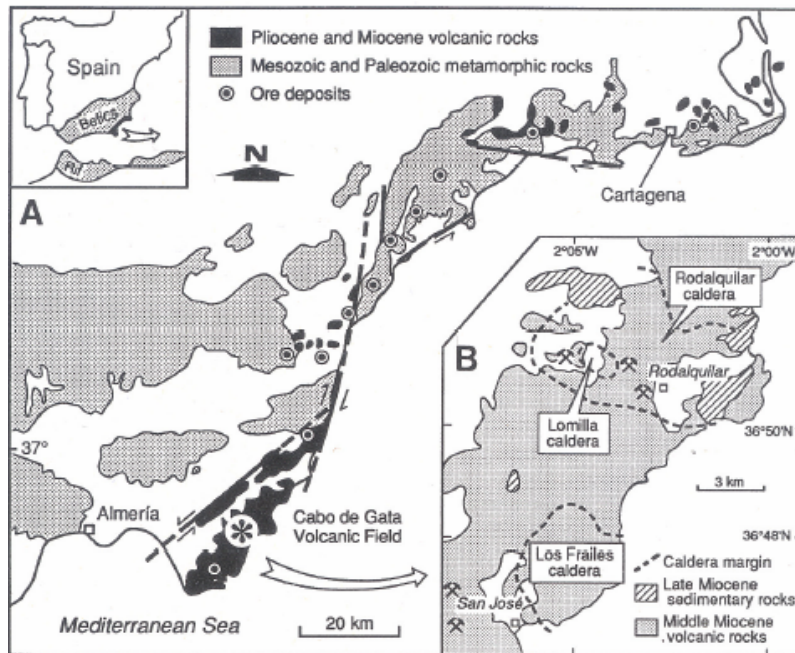 Spain
Betics
Rif
Pliocene and Miocene volcanic rocks
Mesozoic and Paleozoic metamorphic rocks
Ore deposits
N
A
Cartagena
37°
Almería
Cabo de Gata
Volcanic Field
Mediterranean Sea
20 km
2°05'W
2°00'W
Rodalquilar
caldera
B
Rodalquilar
Lomilla
caldera
36°50'N
3 km
36°48'N
Los Frailes
caldera
San José
Caldera margin
Late Miocene
sedimentary rocks
Middle Miocene
volcanic rocks